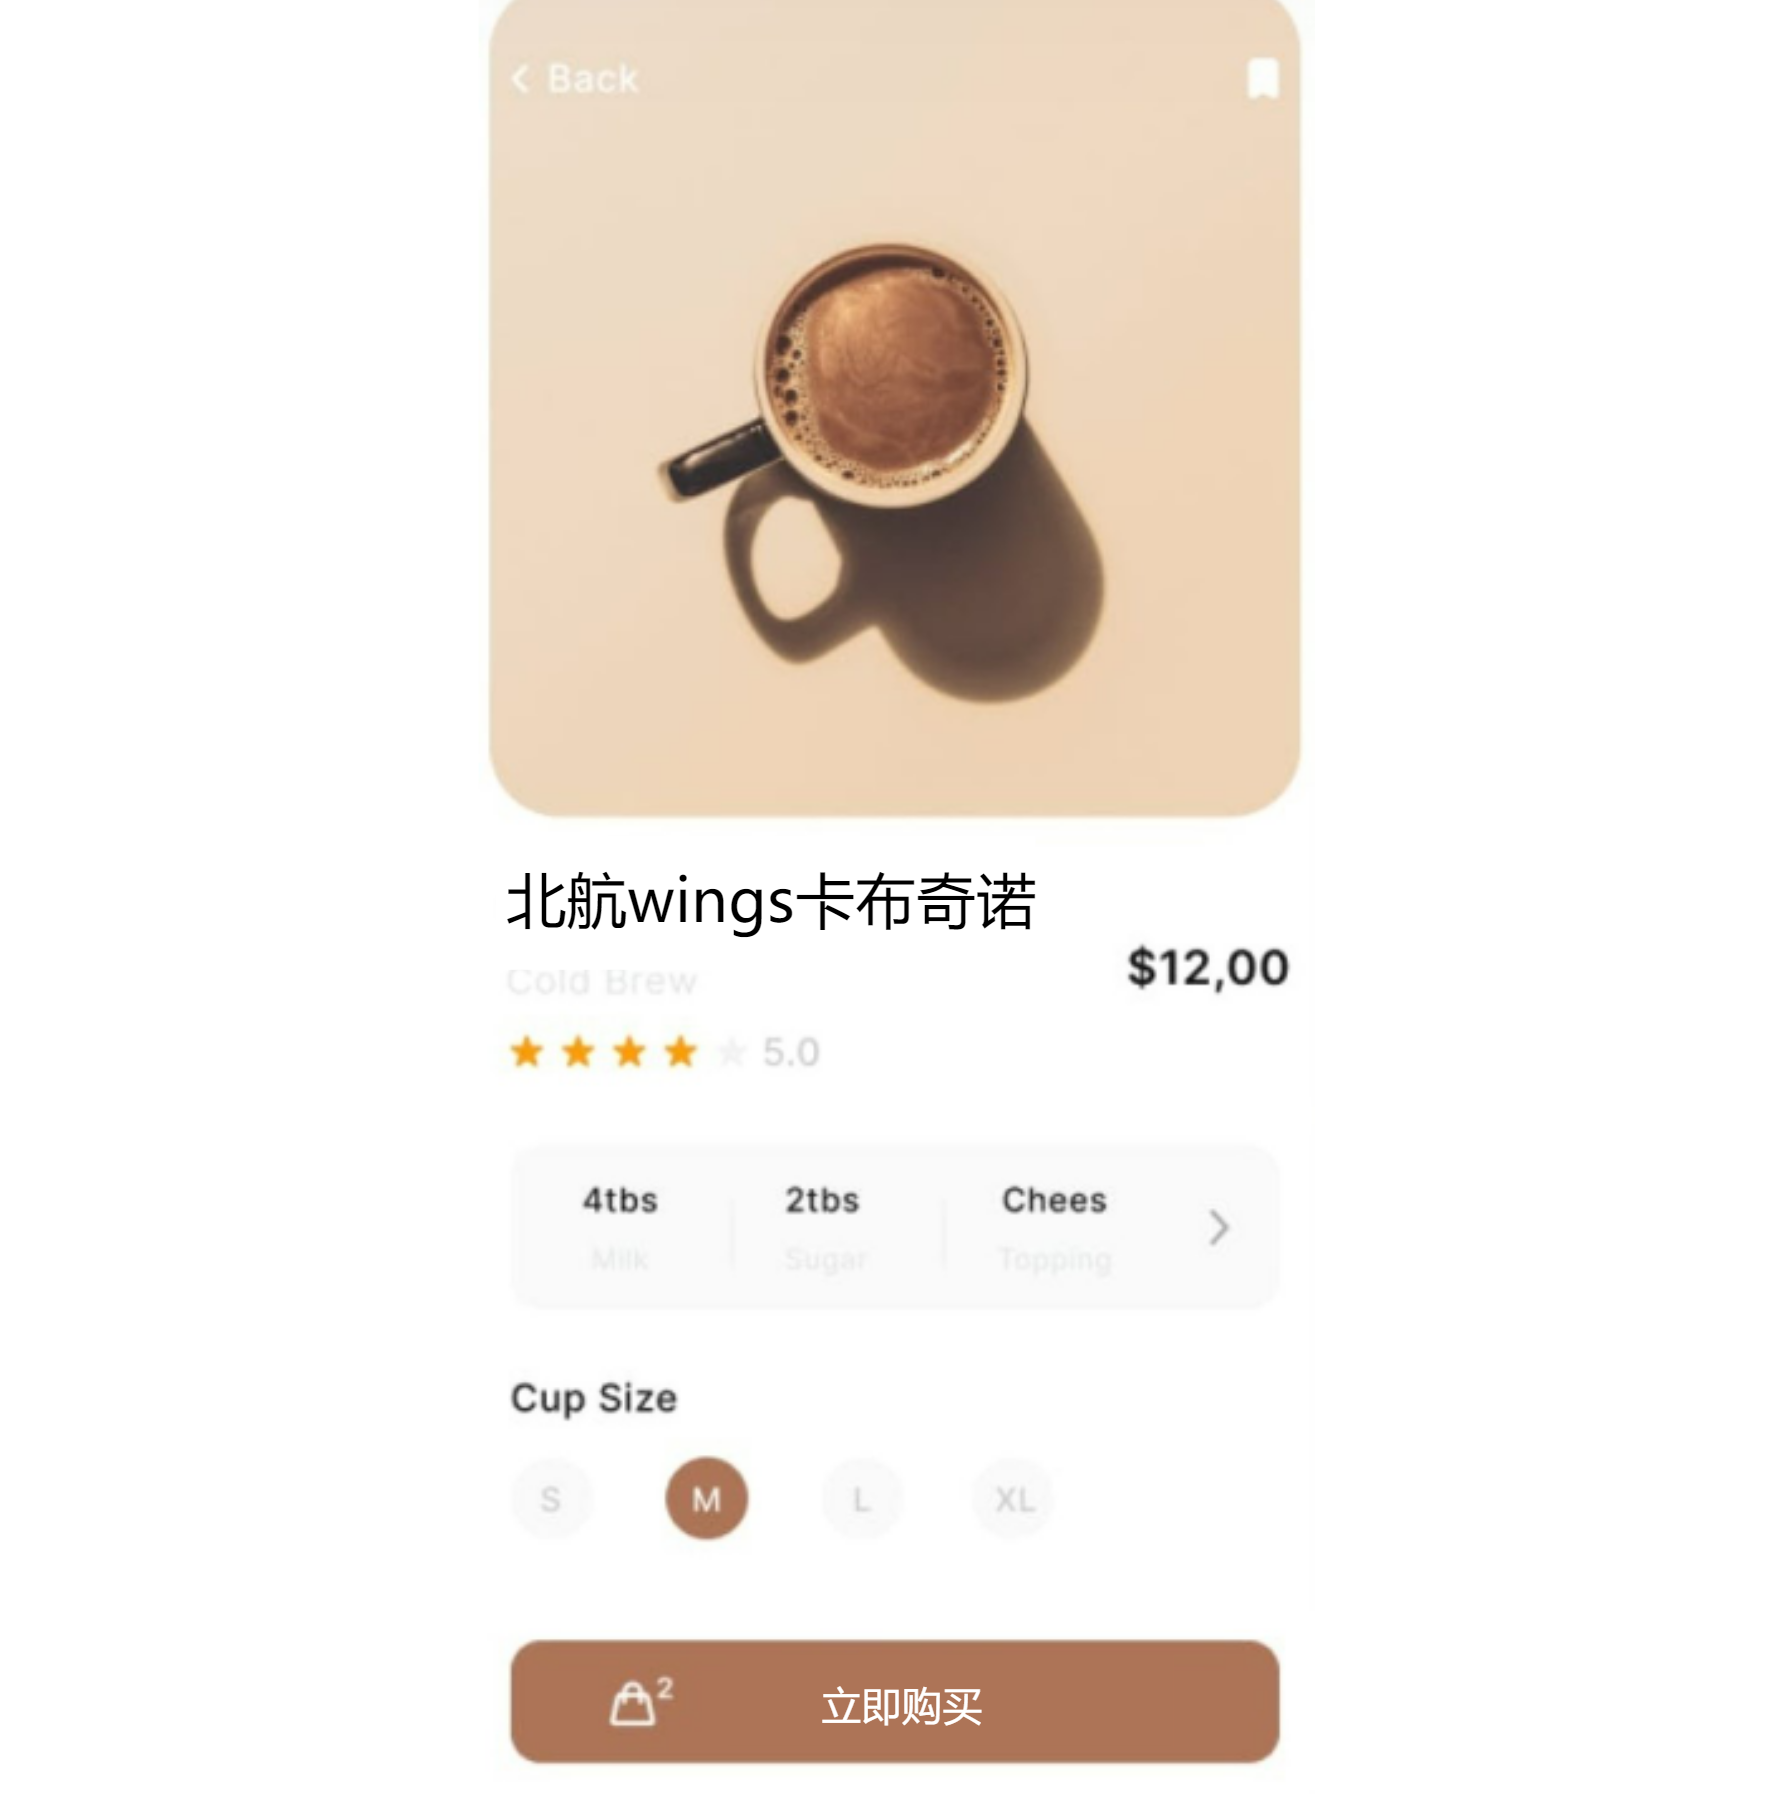 Back
北航wings卡布奇诺
Cold Brew
$12,00
5.0
4tbs 2tbs Chees
Milk Sugar Topping
Cup Size
S M L XL
2 立即购买